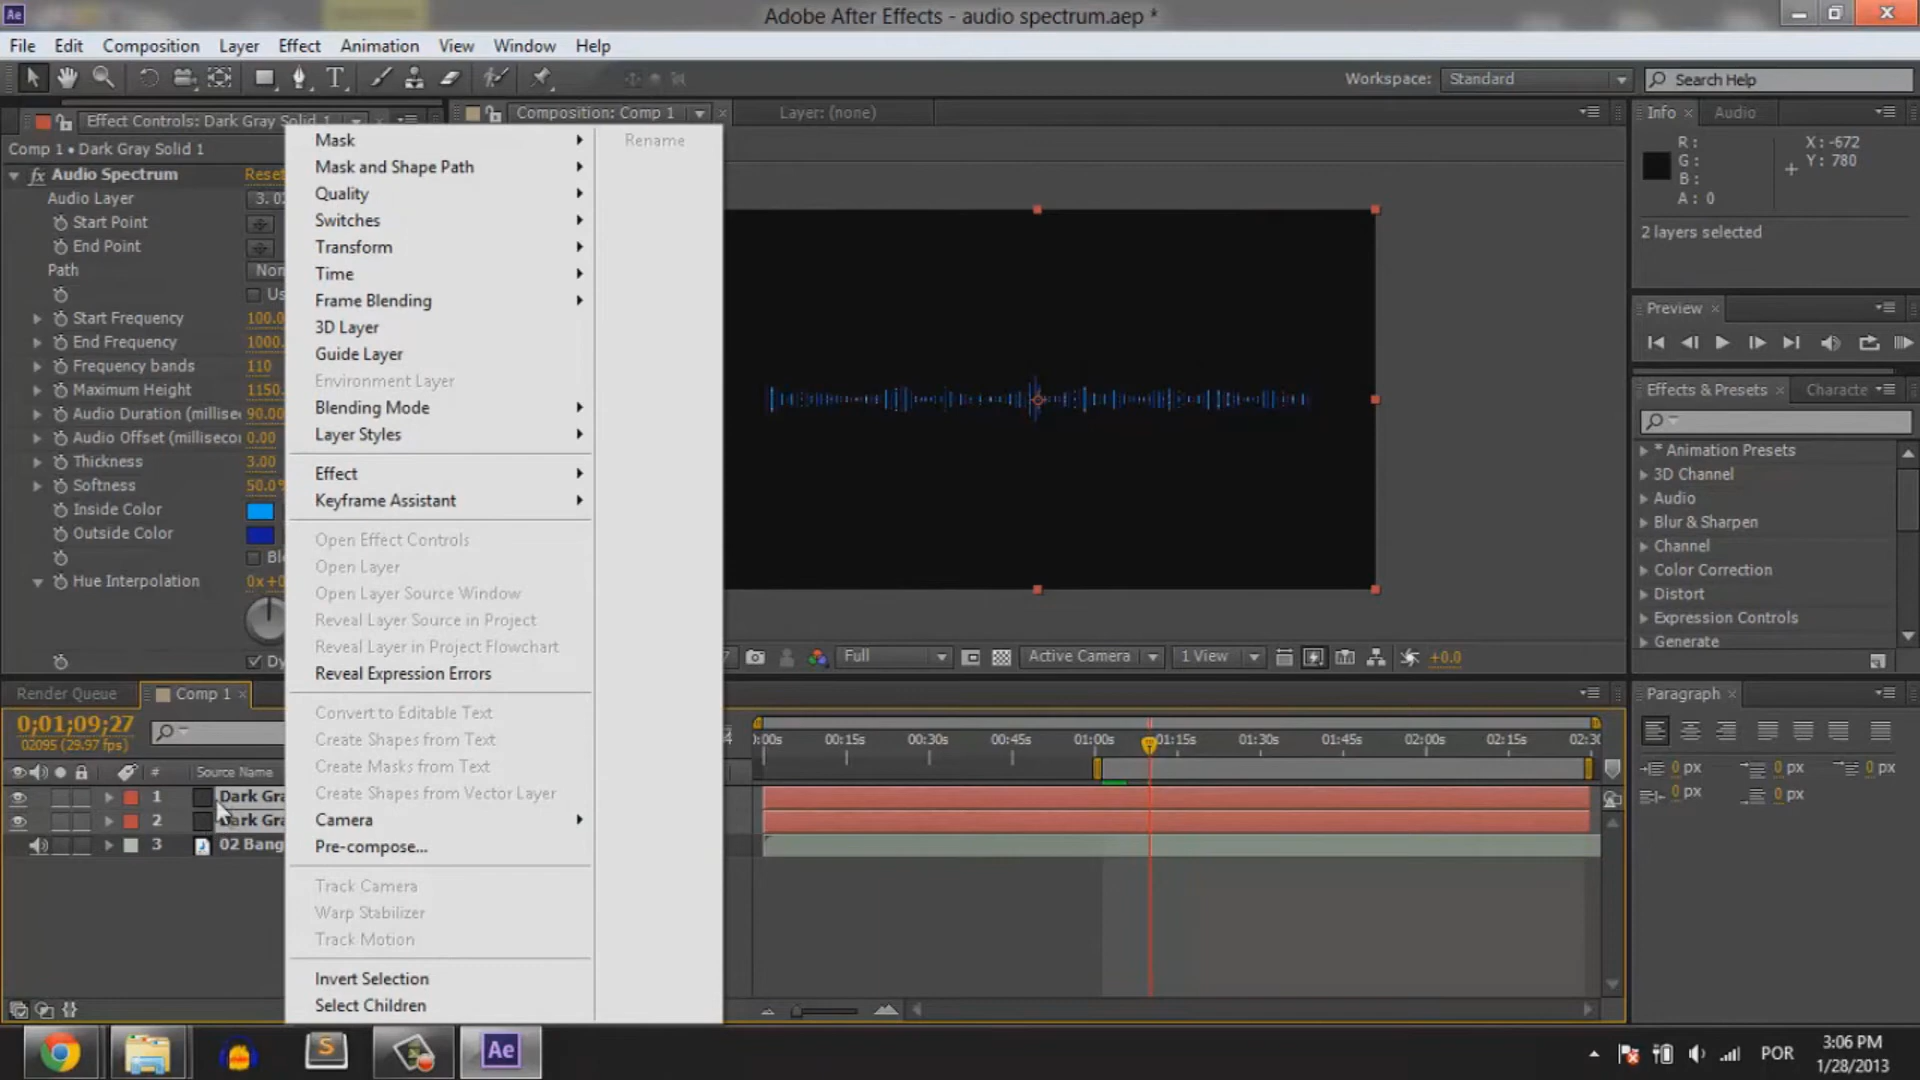 Ae
Adobe After Effects - audio spectrum.aep *
File Edit Composition Layer Effect Animation View Window Help
Workspace: Standard
Search Help
Effect Controls: Dark Gray Solid 1
Composition: Comp 1
Layer: (none)
Info
Audio
Comp 1 • Dark Gray Solid 1
fx Audio Spectrum Reset
Audio Layer 3.
Start Point
End Point
Path
Start Frequency 100.0
End Frequency 1000.
Frequency bands 110
Maximum Height 1150.
Audio Duration (millise 90.00
Audio Offset (milliseco 0.00
Thickness 3.00
Softness 50.0
Inside Color
Outside Color
Hue Interpolation 0x
Mask
Mask and Shape Path
Quality
Switches
Transform
Time
Frame Blending
3D Layer
Guide Layer
Environment Layer
Blending Mode
Layer Styles
Effect
Keyframe Assistant
Open Effect Controls
Open Layer
Open Layer Source Window
Reveal Layer Source in Project
Reveal Layer in Project Flowchart
Reveal Expression Errors
Convert to Editable Text
Create Shapes from Text
Create Masks from Text
Create Shapes from Vector Layer
Camera
Pre-compose...
Track Camera
Warp Stabilizer
Track Motion
Invert Selection
Select Children
Rename
R:
G:
B:
A: 0
X: -672
Y: 780
2 layers selected
Preview
Effects & Presets
Characte
* Animation Presets
3D Channel
Audio
Blur & Sharpen
Channel
Color Correction
Distort
Expression Controls
Generate
Full
Active Camera
1 View
+0.0
Render Queue
Comp 1
0;01;09;27
02095 (29.97 fps)
# Source Name
1 Dark Gra
2 Dark Gra
3 02 Bang
:00s 00:15s 00:30s 00:45s 01:00s 01:15s 01:30s 01:45s 02:00s 02:15s 02:30
Paragraph
0 px 0 px 0 px
0 px 0 px
S
Ae
POR
3:06 PM
1/28/2013